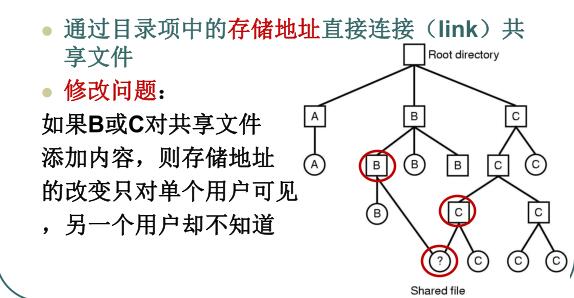 通过目录项中的存储地址直接连接（link）共
享文件
修改问题：
如果B或C对共享文件
添加内容，则存储地址
的改变只对单个用户可见
，另一个用户却不知道
Root directory
A B C
A B B B C C
B C C
? C C C
Shared file